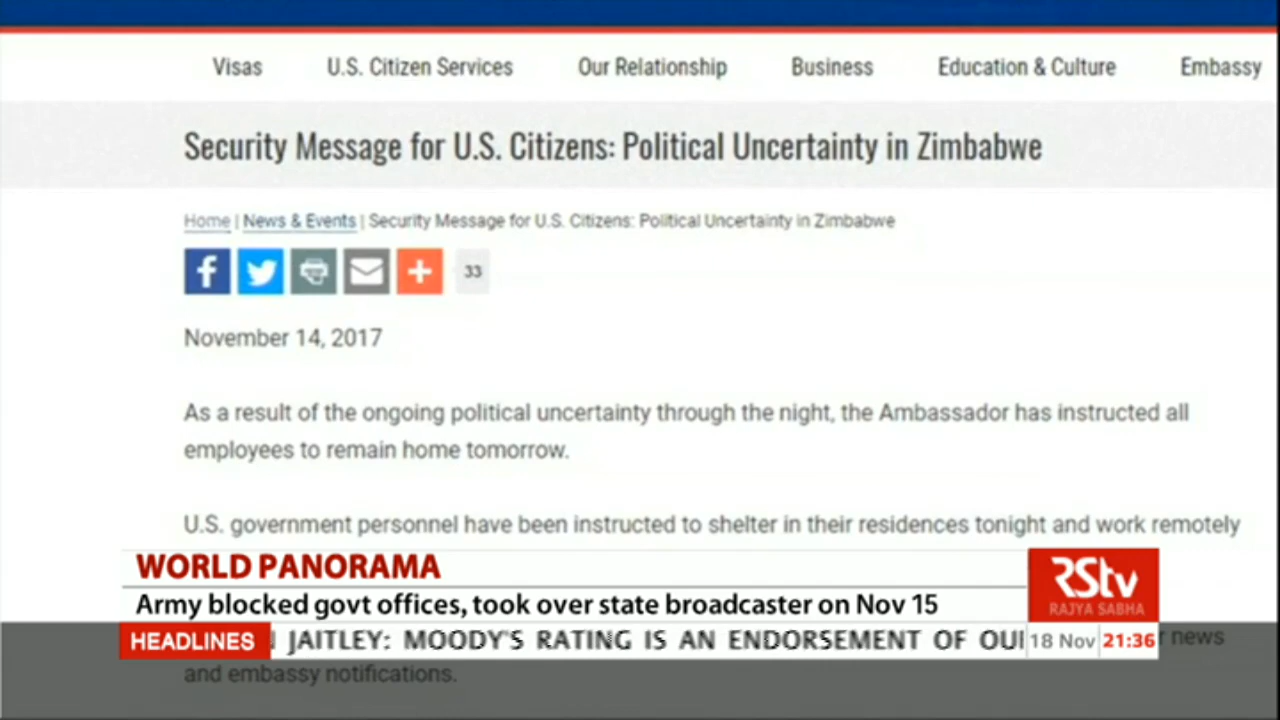 Visas U.S. Citizen Services Our Relationship Business Education & Culture Embassy
Security Message for U.S. Citizens: Political Uncertainty in Zimbabwe
Home | News & Events | Security Message for U.S. Citizens: Political Uncertainty in Zimbabwe
33
November 14, 2017
As a result of the ongoing political uncertainty through the night, the Ambassador has instructed all
employees to remain home tomorrow.
U.S. government personnel have been instructed to shelter in their residences tonight and work remotely
WORLD PANORAMA
Army blocked govt offices, took over state broadcaster on Nov 15
RStv
RAJYA SABHA
HEADLINES JAITLEY: MOODY'S RATING IS AN ENDORSEMENT OF OU 18 Nov 21:36 news
and embassy notifications.